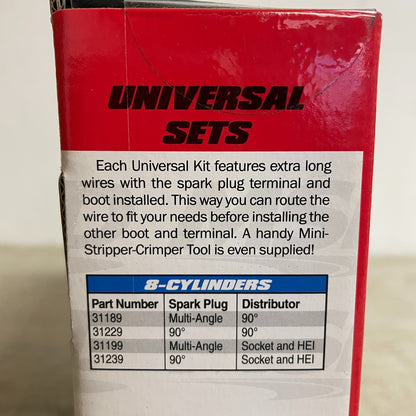 UNIVERSAL
SETS
Each Universal Kit features extra long
wires with the spark plug terminal and
boot installed. This way you can route the
wire to fit your needs before installing the
other boot and terminal. A handy Mini-
Stripper-Crimper Tool is even supplied!
8-CYLINDERS
Part Number Spark Plug Distributor
31189 Multi-Angle 90°
31229 90° 90°
31199 Multi-Angle Socket and HEI
31239 90° Socket and HEI